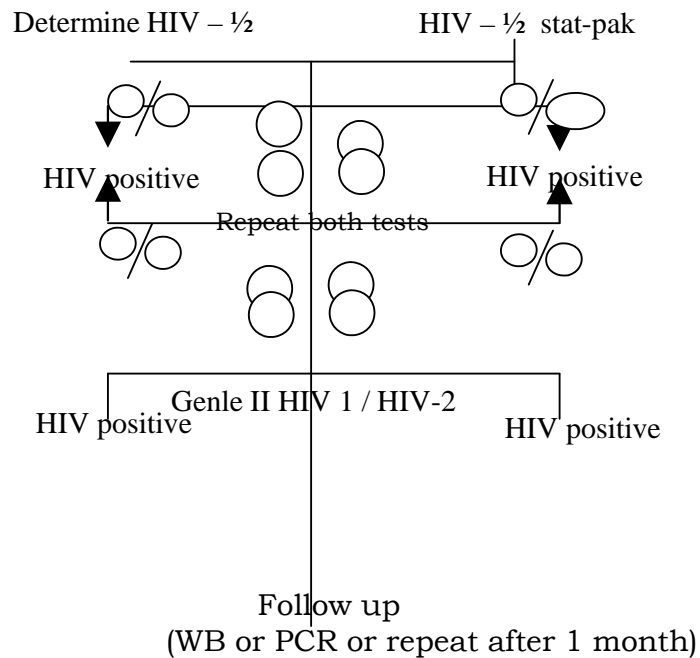 Determine HIV – ½ HIV – ½ stat-pak
HIV positive HIV positive
Repeat both tests
Genle II HIV 1 / HIV-2
HIV positive HIV positive
Follow up
(WB or PCR or repeat after 1 month)